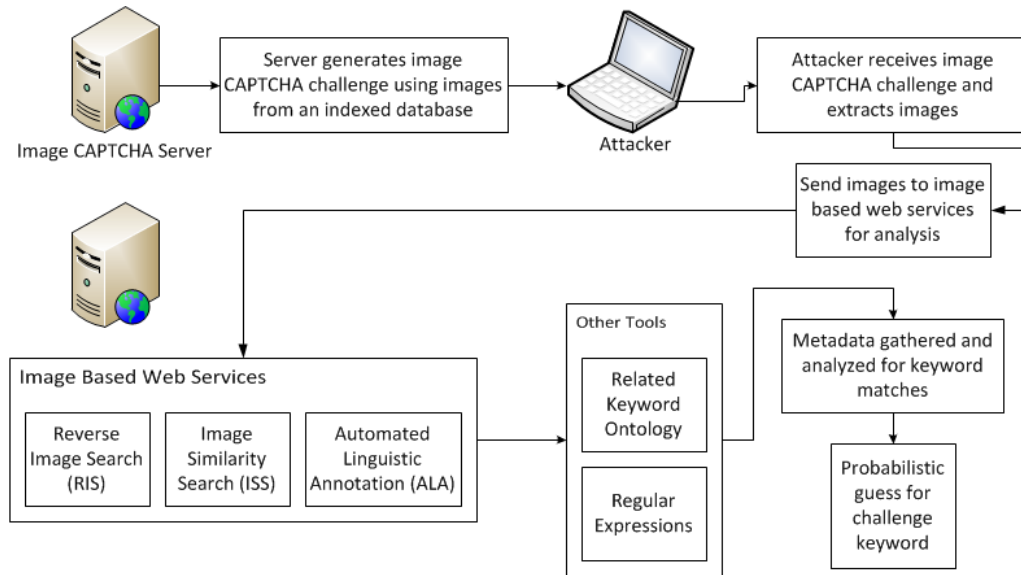 Image CAPTCHA Server
Server generates image
CAPTCHA challenge using images
from an indexed database
Attacker
Attacker receives image
CAPTCHA challenge and
extracts images
Send images to image
based web services
for analysis
Image Based Web Services
Reverse
Image Search
(RIS)
Image
Similarity
Search (ISS)
Automated
Linguistic
Annotation (ALA)
Other Tools
Related
Keyword
Ontology
Regular
Expressions
Metadata gathered and
analyzed for keyword
matches
Probabilistic
guess for
challenge
keyword